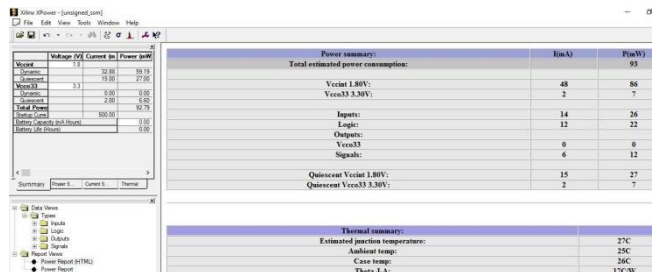 Xilinx XPower - [unsigned_ssm]
File Edit View Tools Window Help
Voltage (V) Current (m Power (mW
Vccint 1.8
Dynamic 32.88 59.19
Quiescent 15.00 27.00
Vcco33 3.3
Dynamic 0.00 0.00
Quiescent 2.00 6.60
Total Powe 92.79
Startup Curre 500.00
Battery Capacity (mA Hours) 0.00
Battery Life (Hours) 0.00
Summary Power S... Current S... Thermal
Data Views
Types
Inputs
Logic
Outputs
Signals
Report Views
Power Report (HTML)
Power Report
Power summary: I(mA) P(mW)
Total estimated power consumption: 93
Vccint 1.80V: 48 86
Vcco33 3.30V: 2 7
Inputs: 14 26
Logic: 12 22
Outputs:
Vcco33 0 0
Signals: 6 12
Quiescent Vccint 1.80V: 15 27
Quiescent Vcco33 3.30V: 2 7
Thermal summary:
Estimated junction temperature: 27C
Ambient temp: 25C
Case temp: 26C
Theta J-A: 17C/W